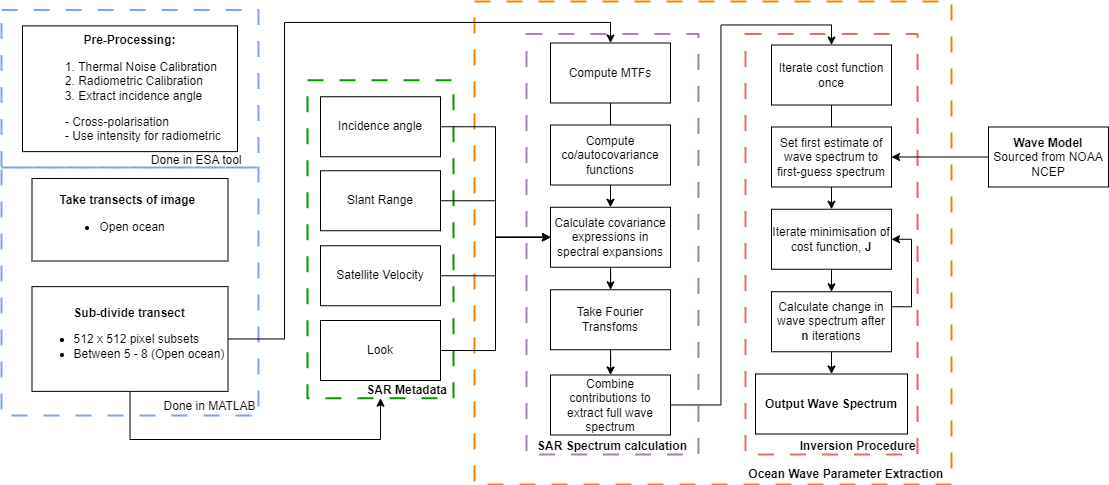 Pre-Processing:
1. Thermal Noise Calibration
2. Radiometric Calibration
3. Extract incidence angle
- Cross-polarisation
- Use intensity for radiometric
Done in ESA tool
Take transects of image
• Open ocean
Sub-divide transect
• 512 x 512 pixel subsets
• Between 5 - 8 (Open ocean)
Done in MATLAB
Incidence angle
Slant Range
Satellite Velocity
Look
SAR Metadata
Compute MTFs
Compute
co/autocovariance
functions
Calculate covariance
expressions in
spectral expansions
Take Fourier
Transfoms
Combine
contributions to
extract full wave
spectrum
SAR Spectrum calculation
Iterate cost function
once
Set first estimate of
wave spectrum to
first-guess spectrum
Iterate minimisation of
cost function, J
Calculate change in
wave spectrum after
n iterations
Output Wave Spectrum
Inversion Procedure
Ocean Wave Parameter Extraction
Wave Model
Sourced from NOAA
NCEP